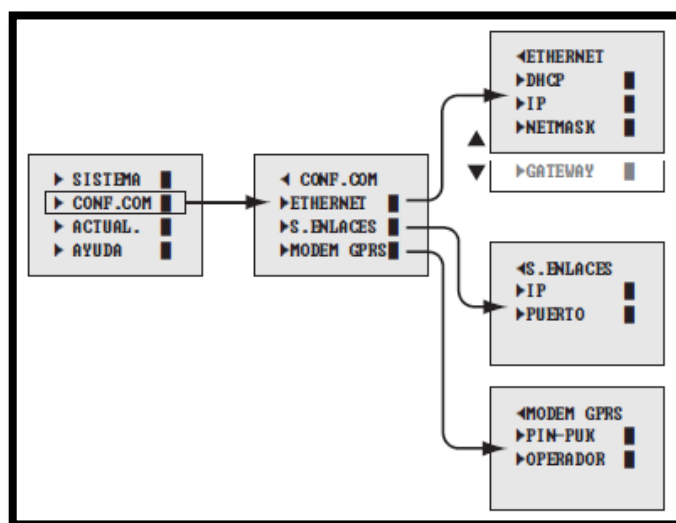 SISTEMA
CONF.COM
ACTUAL.
AYUDA
CONF.COM
ETHERNET
S.ENLACES
MODEM GPRS
ETHERNET
DHCP
IP
NETMASK
GATEWAY
S.ENLACES
IP
PUERTO
MODEM GPRS
PIN-PUK
OPERADOR